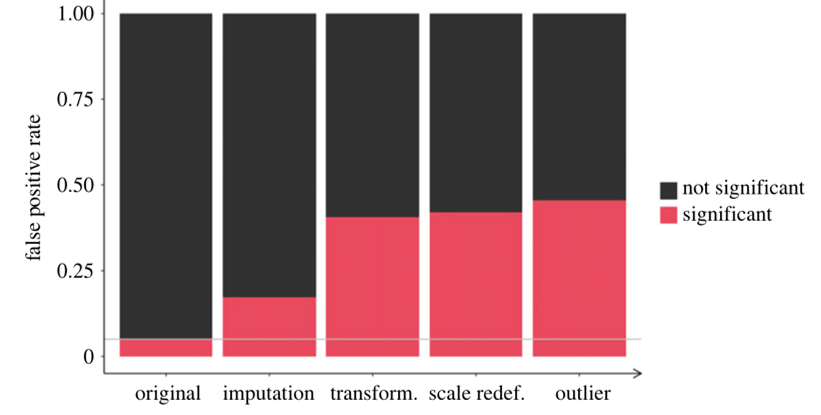 false positive rate
1.00
0.75
0.50
0.25
0
original imputation transform. scale redef. outlier
not significant
significant